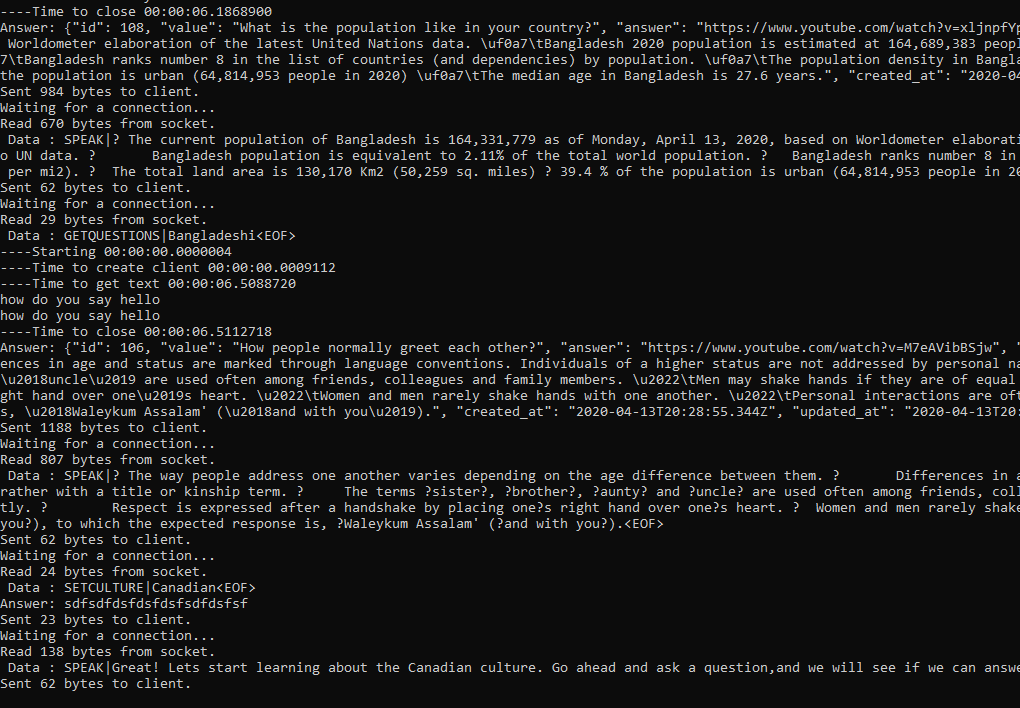 ----Time to close 00:00:06.1868900
Answer: {"id": 108, "value": "What is the population like in your country?", "answer": "https://www.youtube.com/watch?v=xljnpfYp
Worldometer elaboration of the latest United Nations data. \uf0a7\tBangladesh 2020 population is estimated at 164,689,383 peopl
7\tBangladesh ranks number 8 in the list of countries (and dependencies) by population. \uf0a7\tThe population density in Bangla
the population is urban (64,814,953 people in 2020) \uf0a7\tThe median age in Bangladesh is 27.6 years.", "created_at": "2020-04
Sent 984 bytes to client.
Waiting for a connection...
Read 670 bytes from socket.
Data : SPEAK|? The current population of Bangladesh is 164,331,779 as of Monday, April 13, 2020, based on Worldometer elaborati
o UN data. ? Bangladesh population is equivalent to 2.11% of the total world population. ? Bangladesh ranks number 8 in
per mi2). ? The total land area is 130,170 Km2 (50,259 sq. miles) ? 39.4 % of the population is urban (64,814,953 people in 20
Sent 62 bytes to client.
Waiting for a connection...
Read 29 bytes from socket.
Data : GETQUESTIONS|Bangladeshi<EOF>
----Starting 00:00:00.0000004
----Time to create client 00:00:00.0009112
----Time to get text 00:00:06.5088720
how do you say hello
how do you say hello
----Time to close 00:00:06.5112718
Answer: {"id": 106, "value": "How people normally greet each other?", "answer": "https://www.youtube.com/watch?v=M7eAVibBSjw", "
ences in age and status are marked through language conventions. Individuals of a higher status are not addressed by personal na
\u2018uncle\u2019 are used often among friends, colleagues and family members. \u2022\tMen may shake hands if they are of equal
ght hand over one\u2019s heart. \u2022\tWomen and men rarely shake hands with one another. \u2022\tPersonal interactions are oft
s, \u2018Waleykum Assalam' (\u2018and with you\u2019).", "created_at": "2020-04-13T20:28:55.344Z", "updated_at": "2020-04-13T20:
Sent 1188 bytes to client.
Waiting for a connection...
Read 807 bytes from socket.
Data : SPEAK|? The way people address one another varies depending on the age difference between them. ? Differences in a
rather with a title or kinship term. ? The terms ?sister?, ?brother?, ?aunty? and ?uncle? are used often among friends, coll
tly. ? Respect is expressed after a handshake by placing one?s right hand over one?s heart. ? Women and men rarely shake
you?), to which the expected response is, ?Waleykum Assalam' (?and with you?).<EOF>
Sent 62 bytes to client.
Waiting for a connection...
Read 24 bytes from socket.
Data : SETCULTURE|Canadian<EOF>
Answer: sdfsdfdsfdsfdsfsdfdsfsf
Sent 23 bytes to client.
Waiting for a connection...
Read 138 bytes from socket.
Data : SPEAK|Great! Lets start learning about the Canadian culture. Go ahead and ask a question,and we will see if we can answe
Sent 62 bytes to client.